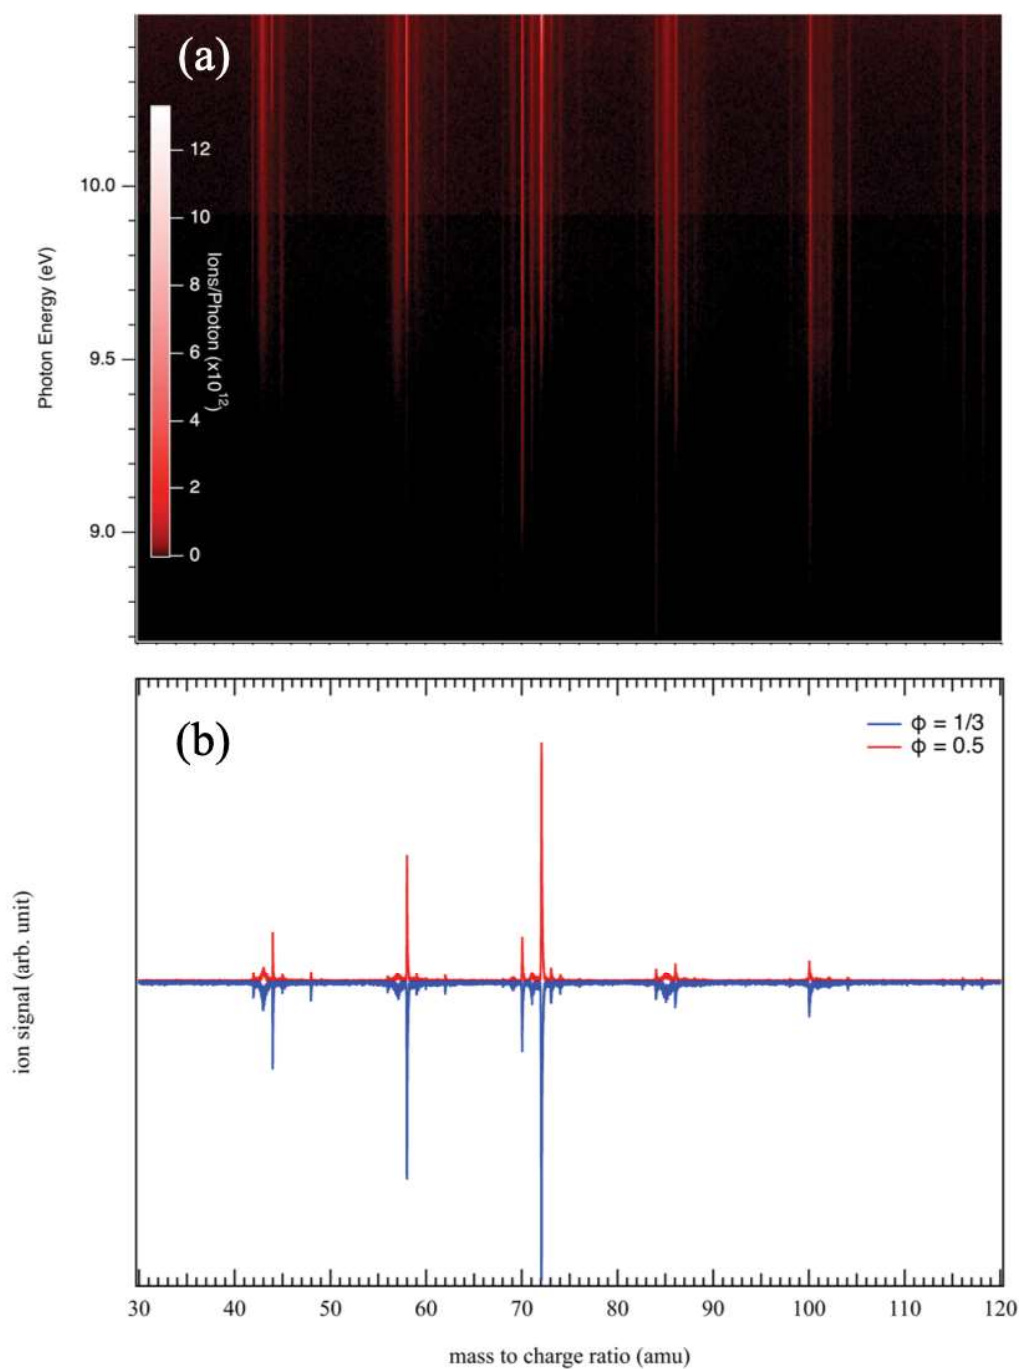 (a)
12
10
8
6
4
2
0
Ions/Photon (x10¹²)
10.0
9.5
9.0
Photon Energy (eV)
(b)
ϕ = 1/3
ϕ = 0.5
ion signal (arb. unit)
30 40 50 60 70 80 90 100 110 120
mass to charge ratio (amu)